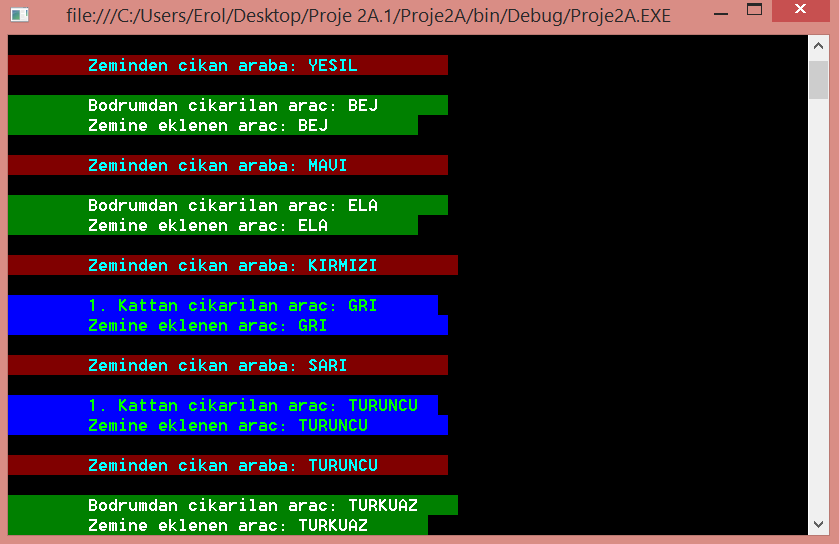 file:///C:/Users/Erol/Desktop/Proje 2A.1/Proje2A/bin/Debug/Proje2A.EXE
Zeminden cikan araba: YESIL
Bodrumdan cikarilan arac: BEJ
Zemine eklenen arac: BEJ
Zeminden cikan araba: MAVI
Bodrumdan cikarilan arac: ELA
Zemine eklenen arac: ELA
Zeminden cikan araba: KIRMIZI
1. Kattan cikarilan arac: GRI
Zemine eklenen arac: GRI
Zeminden cikan araba: SARI
1. Kattan cikarilan arac: TURUNCU
Zemine eklenen arac: TURUNCU
Zeminden cikan araba: TURUNCU
Bodrumdan cikarilan arac: TURKUAZ
Zemine eklenen arac: TURKUAZ